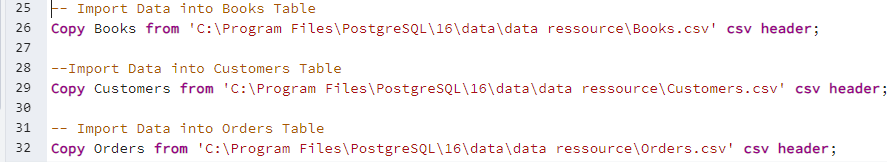 25 -- Import Data into Books Table
26 Copy Books from 'C:\Program Files\PostgreSQL\16\data\data ressource\Books.csv' csv header;
27
28 --Import Data into Customers Table
29 Copy Customers from 'C:\Program Files\PostgreSQL\16\data\data ressource\Customers.csv' csv header;
30
31 -- Import Data into Orders Table
32 Copy Orders from 'C:\Program Files\PostgreSQL\16\data\data ressource\Orders.csv' csv header;